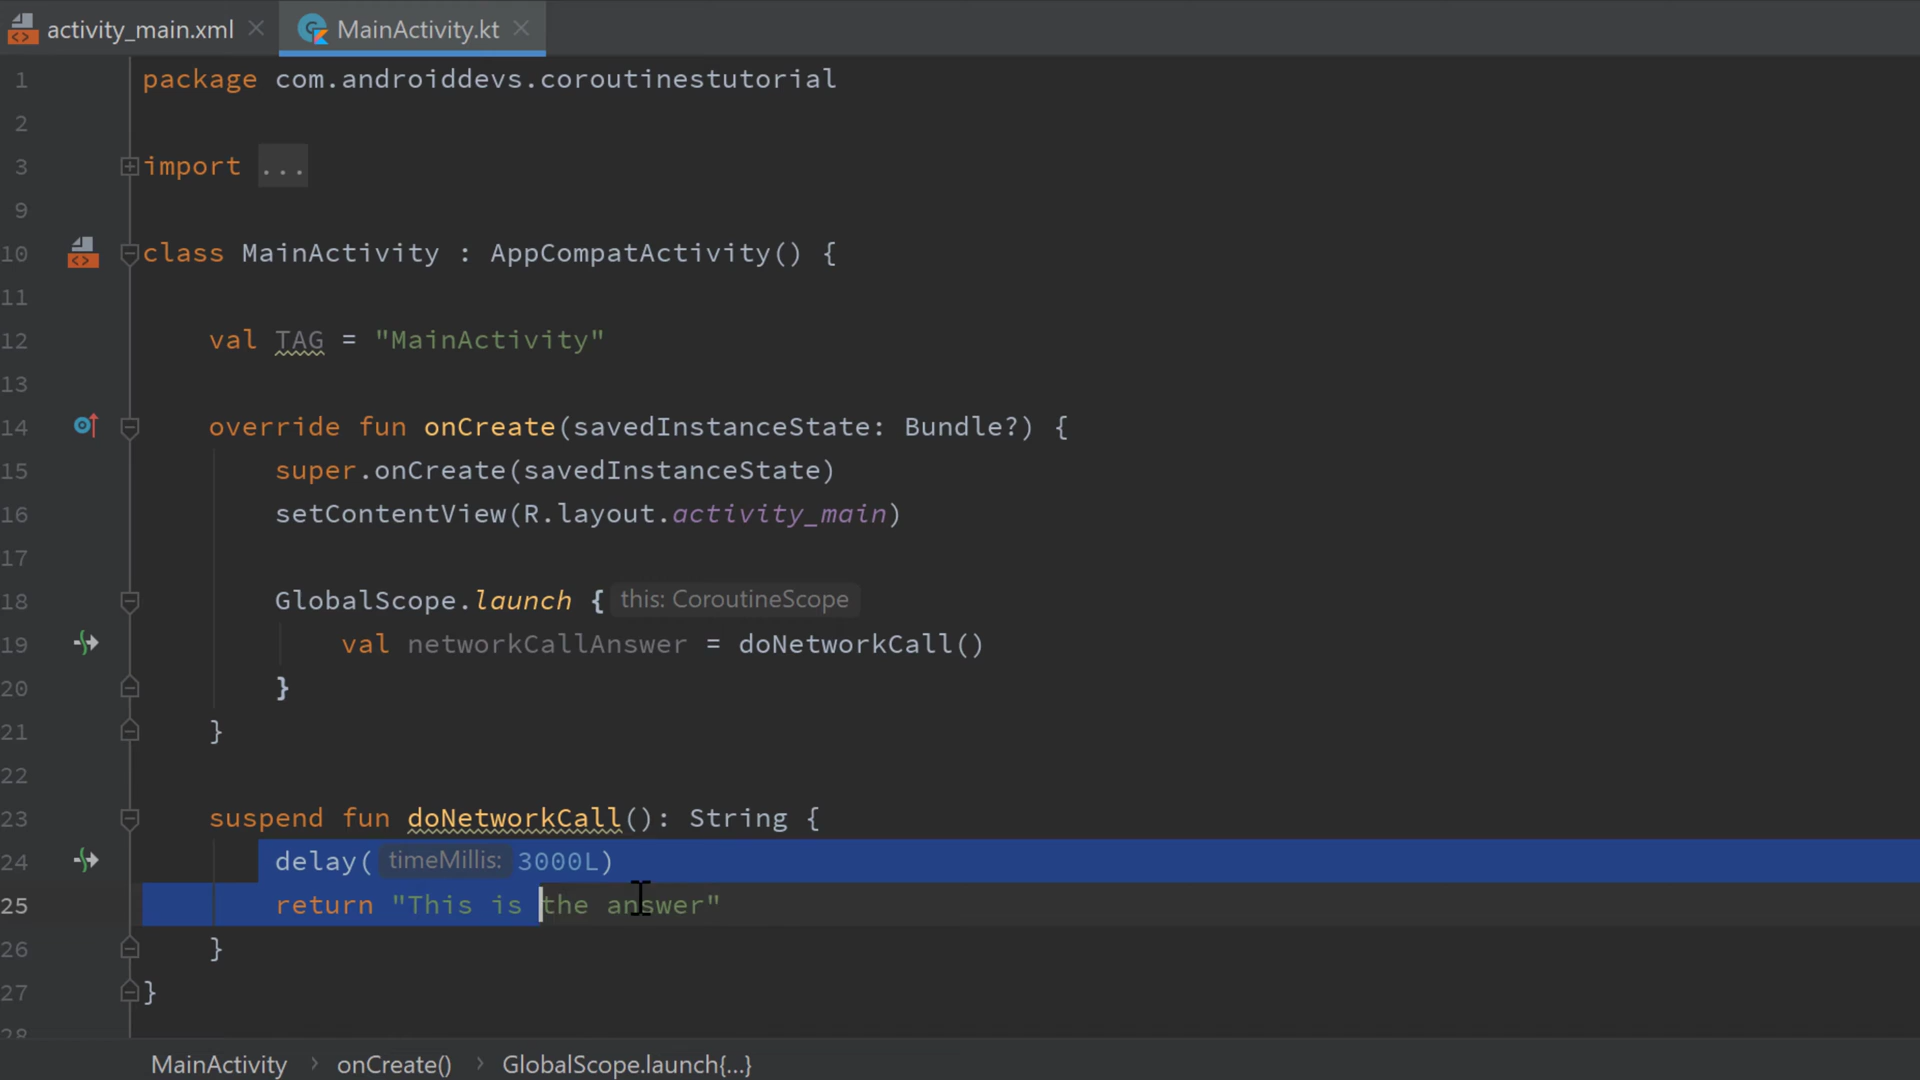 activity_main.xml MainActivity.kt
1 package com.androiddevs.coroutinestutorial
2
3 import ...
9
10 class MainActivity : AppCompatActivity() {
11
12 val TAG = "MainActivity"
13
14 override fun onCreate(savedInstanceState: Bundle?) {
15 super.onCreate(savedInstanceState)
16 setContentView(R.layout.activity_main)
17
18 GlobalScope.launch { this: CoroutineScope
19 val networkCallAnswer = doNetworkCall()
20 }
21 }
22
23 suspend fun doNetworkCall(): String {
24 delay( timeMillis: 3000L)
25 return "This is the answer"
26 }
27 }
28
MainActivity › onCreate() › GlobalScope.launch{...}